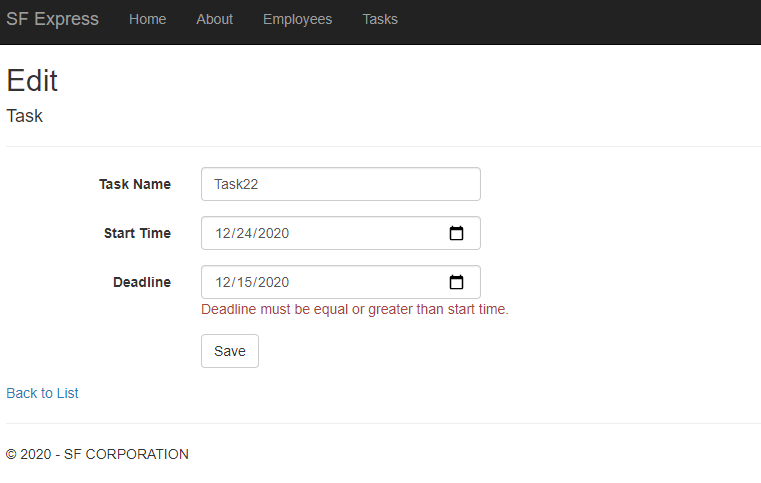 SF Express Home About Employees Tasks
Edit
Task
Task Name Task22
Start Time 12/24/2020
Deadline 12/15/2020
Deadline must be equal or greater than start time.
Save
Back to List
© 2020 - SF CORPORATION